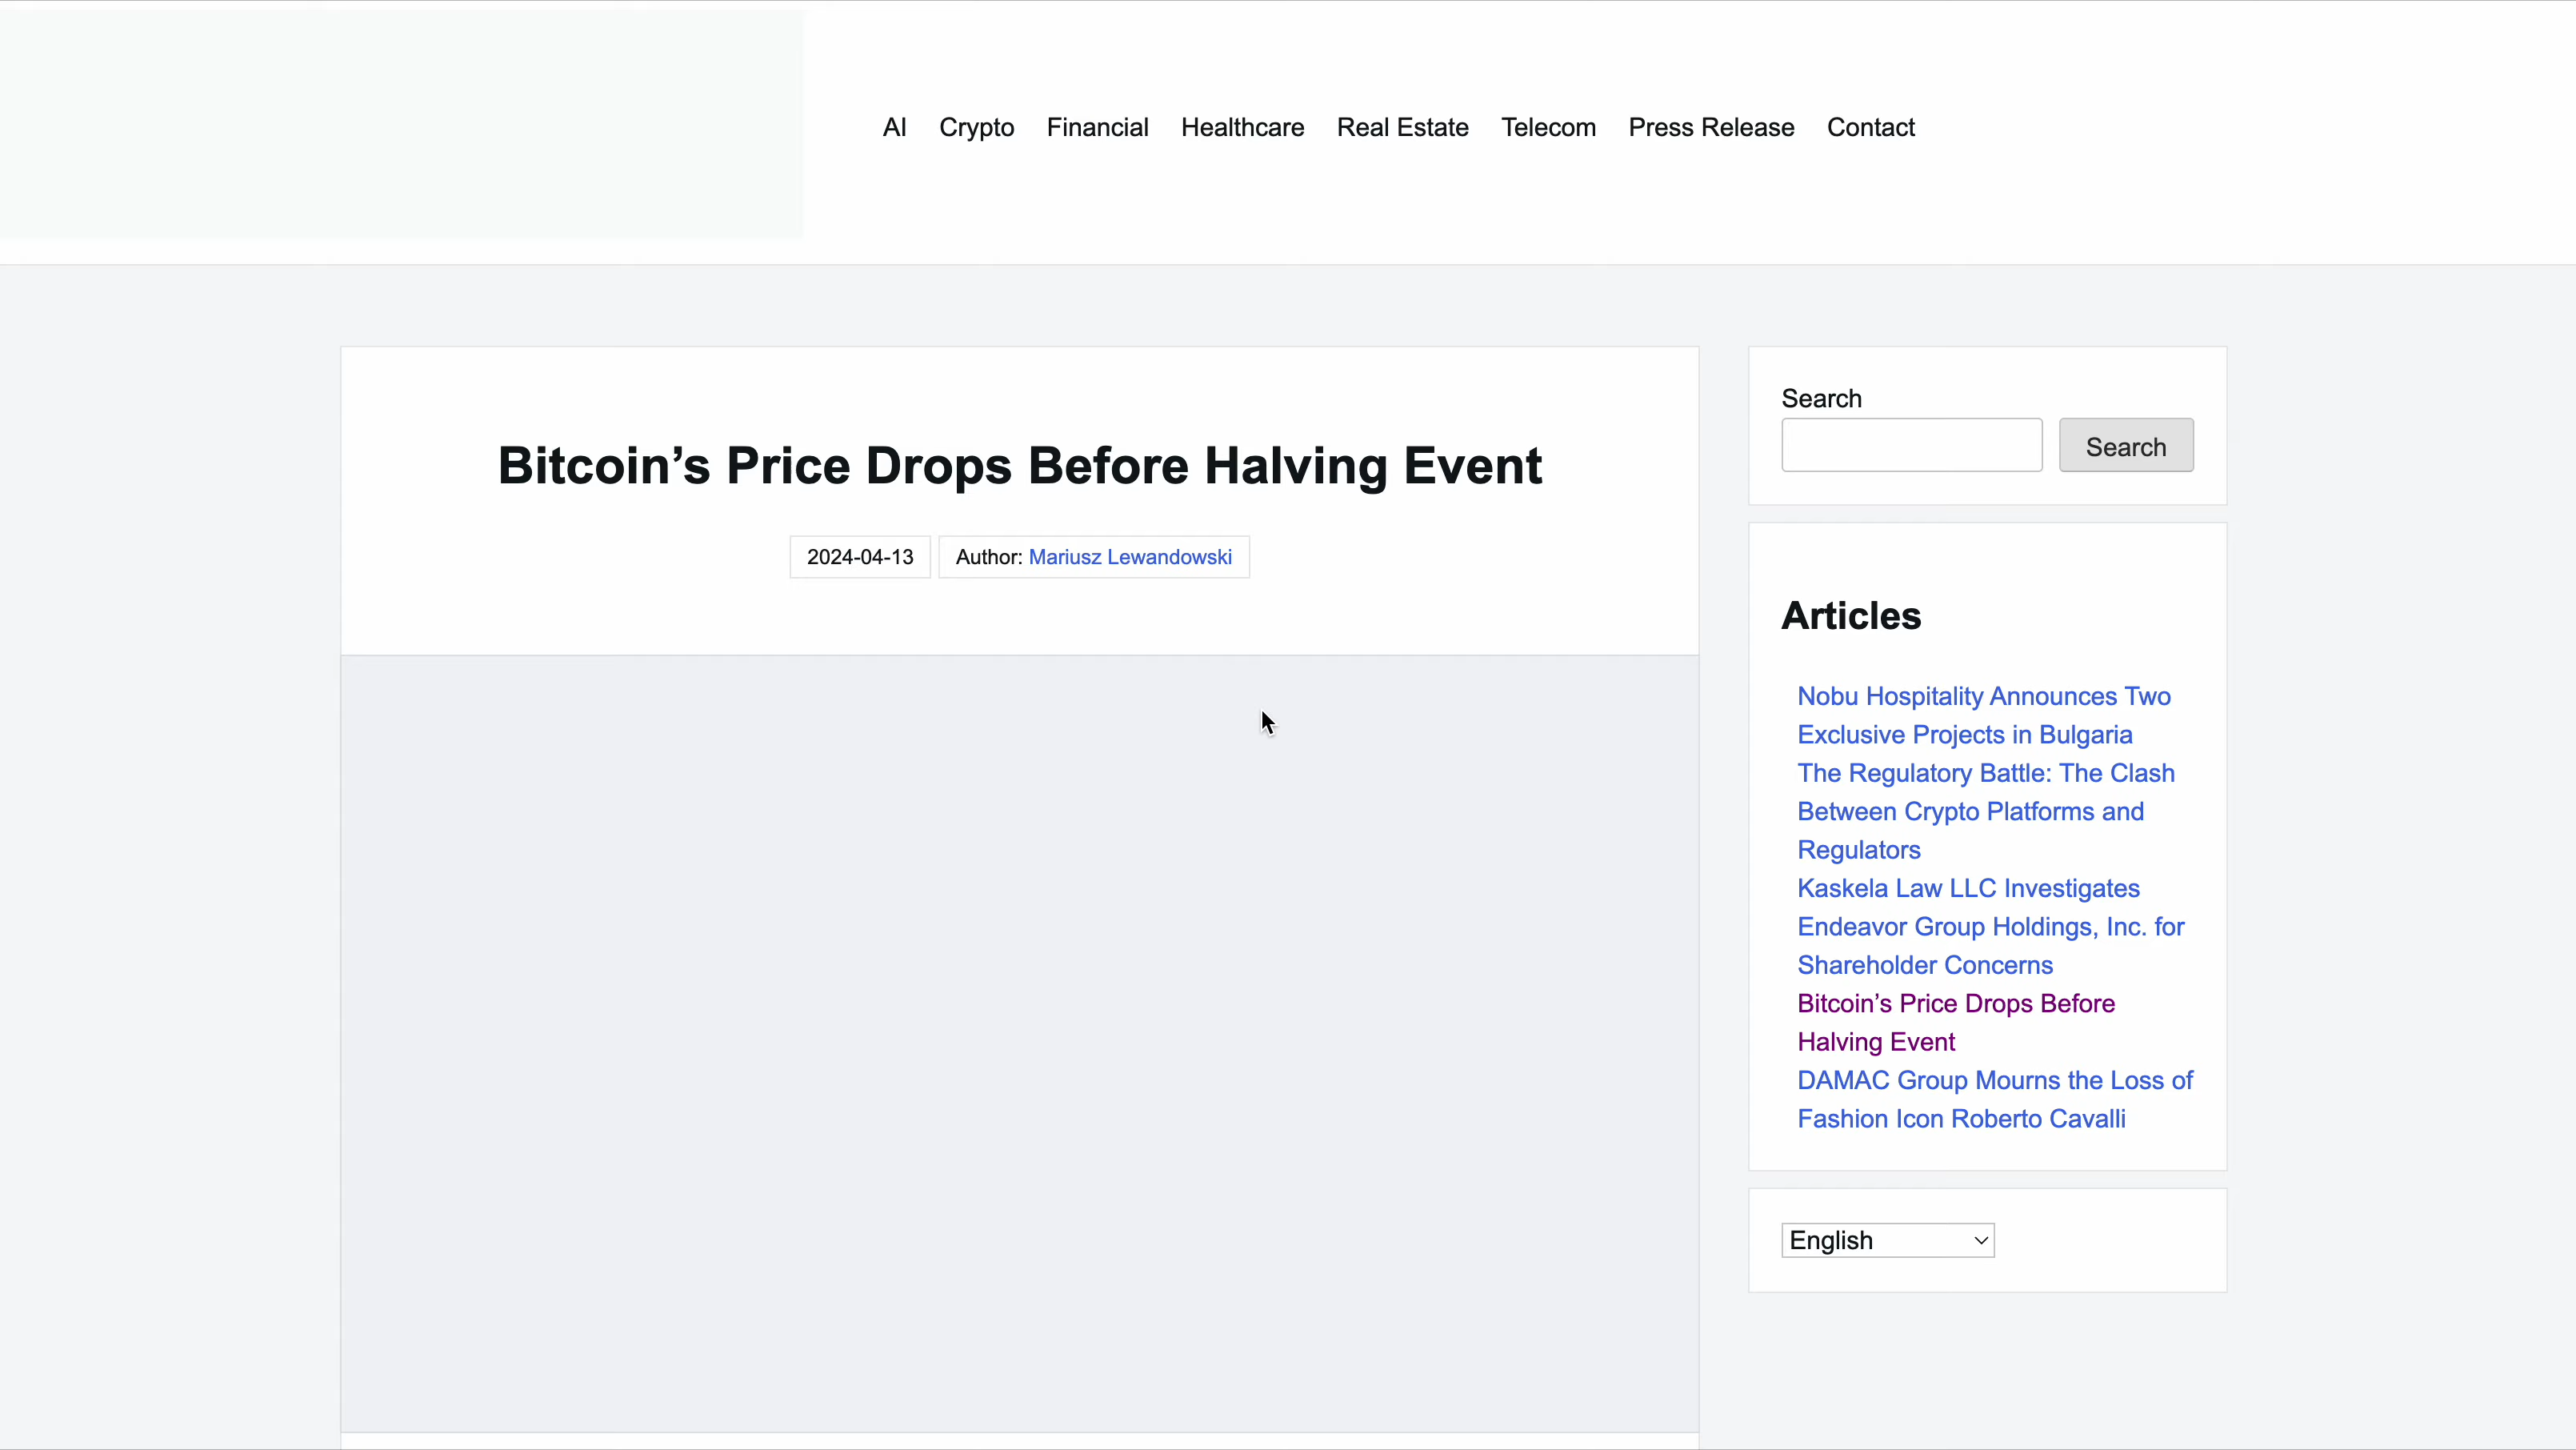 AI Crypto Financial Healthcare Real Estate Telecom Press Release Contact
Bitcoin’s Price Drops Before Halving Event
2024-04-13 Author: Mariusz Lewandowski
Search
Search
Articles
Nobu Hospitality Announces Two
Exclusive Projects in Bulgaria
The Regulatory Battle: The Clash
Between Crypto Platforms and
Regulators
Kaskela Law LLC Investigates
Endeavor Group Holdings, Inc. for
Shareholder Concerns
Bitcoin’s Price Drops Before
Halving Event
DAMAC Group Mourns the Loss of
Fashion Icon Roberto Cavalli
English